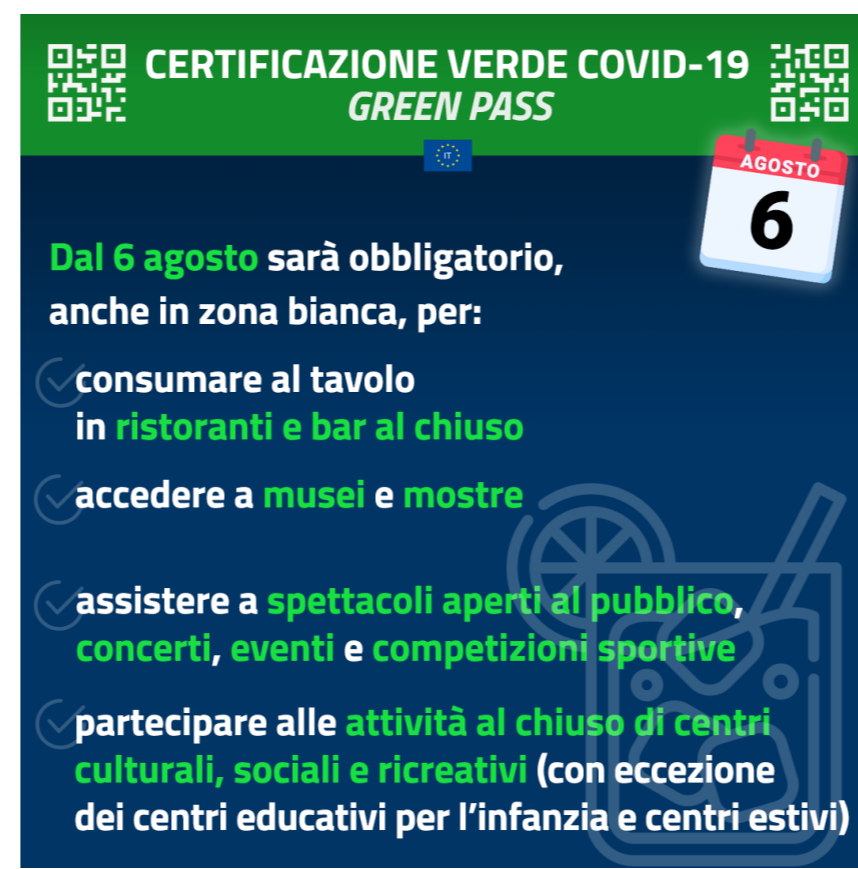 CERTIFICAZIONE VERDE COVID-19
GREEN PASS
IT
AGOSTO
6
Dal 6 agosto sarà obbligatorio,
anche in zona bianca, per:
consumare al tavolo
in ristoranti e bar al chiuso
accedere a musei e mostre
assistere a spettacoli aperti al pubblico,
concerti, eventi e competizioni sportive
partecipare alle attività al chiuso di centri
culturali, sociali e ricreativi (con eccezione
dei centri educativi per l’infanzia e centri estivi)